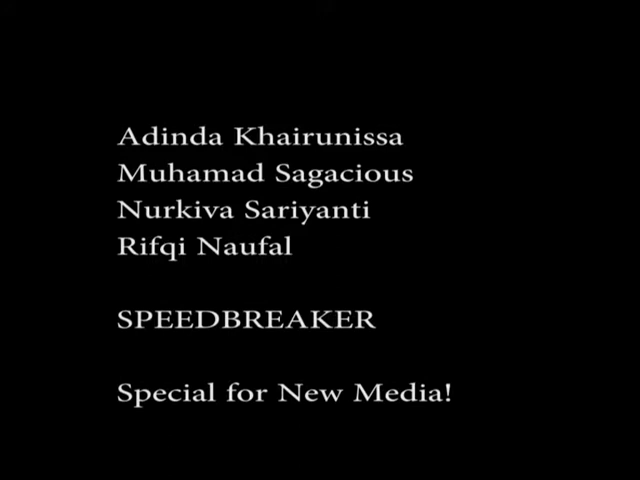 Adinda Khairunissa
Muhamad Sagacious
Nurkiva Sariyanti
Rifqi Naufal
SPEEDBREAKER
Special for New Media!